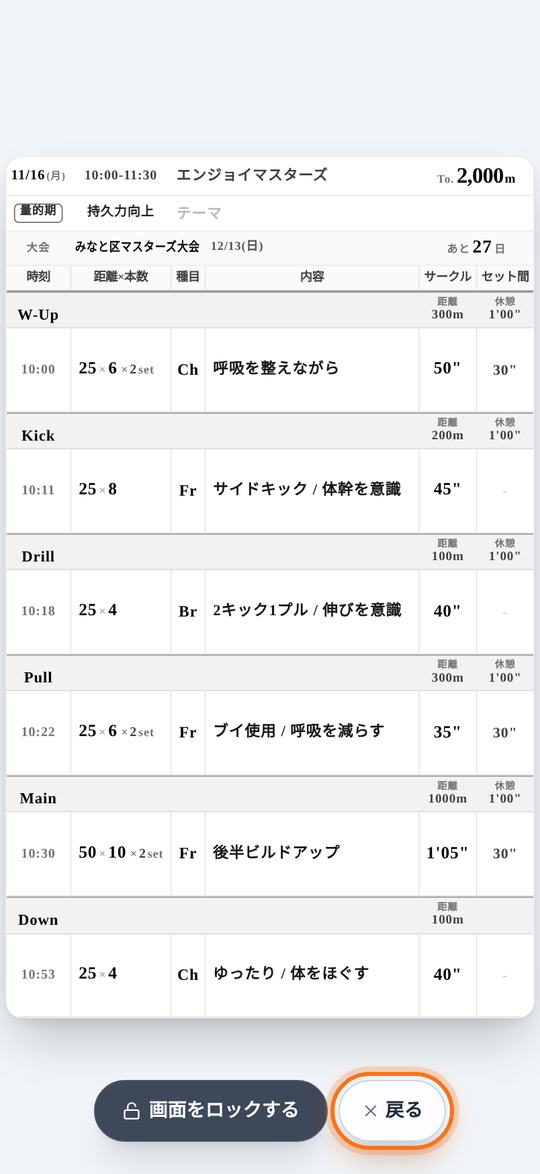 11/16(月) 10:00-11:30 エンジョイマスターズ To. 2,000m
量的期 持久力向上 テーマ
大会 みなと区マスターズ大会 12/13(日) あと 27 日
時刻 距離×本数 種目 内容 サークル セット間
W-Up 距離 300m 休憩 1'00"
10:00 25×6×2set Ch 呼吸を整えながら 50" 30"
Kick 距離 200m 休憩 1'00"
10:11 25×8 Fr サイドキック / 体幹を意識 45" -
Drill 距離 100m 休憩 1'00"
10:18 25×4 Br 2キック1プル / 伸びを意識 40" -
Pull 距離 300m 休憩 1'00"
10:22 25×6×2set Fr ブイ使用 / 呼吸を減らす 35" 30"
Main 距離 1000m 休憩 1'00"
10:30 50×10×2set Fr 後半ビルドアップ 1'05" 30"
Down 距離 100m
10:53 25×4 Ch ゆったり / 体をほぐす 40" -
画面をロックする × 戻る